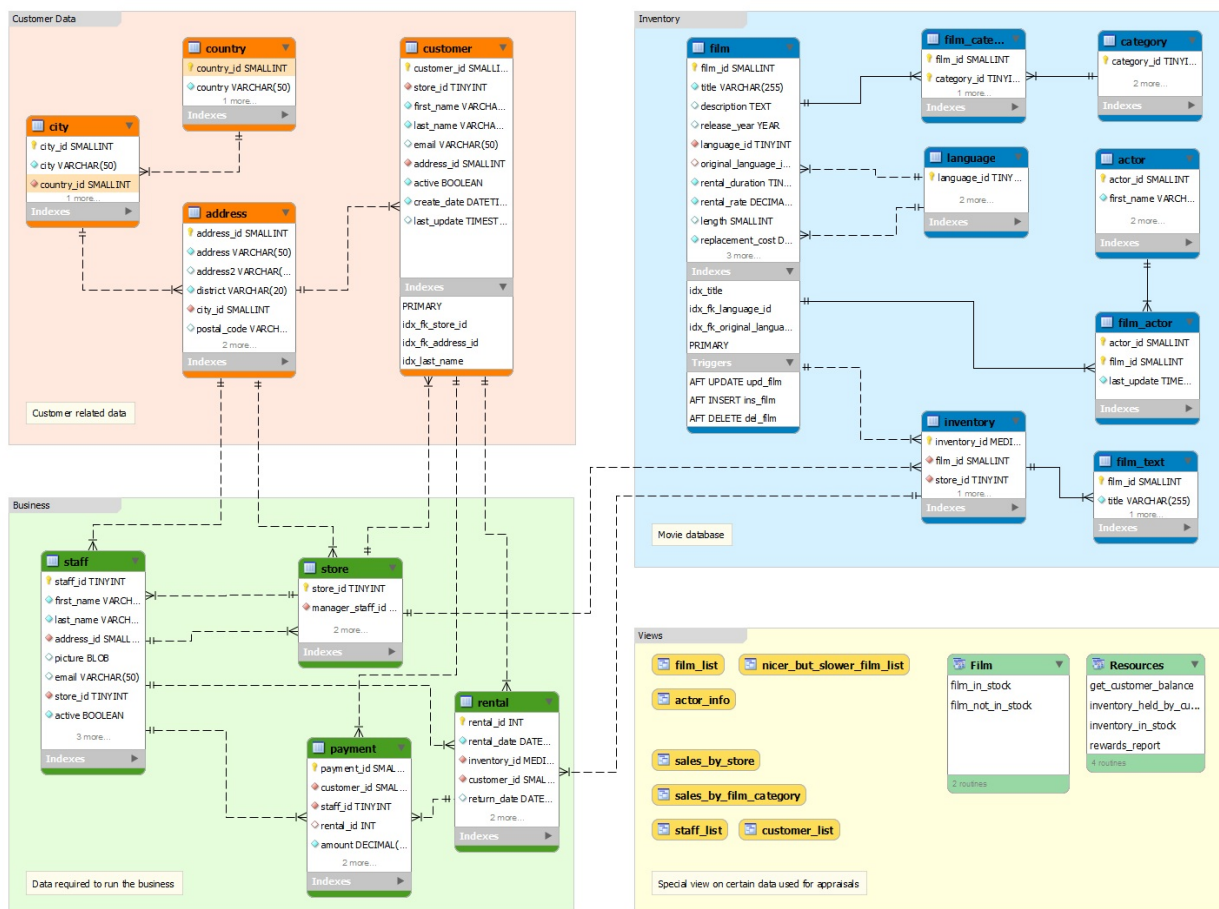 Customer Data
country
country_id SMALLINT
country VARCHAR(50)
1 more...
Indexes
customer
customer_id SMALLI...
store_id TINYINT
first_name VARCHA...
last_name VARCHA...
email VARCHAR(50)
address_id SMALLINT
active BOOLEAN
create_date DATETI...
last_update TIMEST...
Indexes
PRIMARY
idx_fk_store_id
idx_fk_address_id
idx_last_name
city
city_id SMALLINT
city VARCHAR(50)
country_id SMALLINT
1 more...
Indexes
address
address_id SMALLINT
address VARCHAR(50)
address2 VARCHAR(...
district VARCHAR(20)
city_id SMALLINT
postal_code VARCH...
2 more...
Indexes
Customer related data
Inventory
film
film_id SMALLINT
title VARCHAR(255)
description TEXT
release_year YEAR
language_id TINYINT
original_language_i...
rental_duration TIN...
rental_rate DECIMA...
length SMALLINT
replacement_cost D...
3 more...
Indexes
idx_title
idx_fk_language_id
idx_fk_original_langua...
PRIMARY
Triggers
AFT UPDATE upd_film
AFT INSERT ins_film
AFT DELETE del_film
film_cate...
film_id SMALLINT
category_id TINYI...
1 more...
Indexes
category
category_id TINYI...
2 more...
Indexes
language
language_id TINY...
2 more...
Indexes
actor
actor_id SMALLINT
first_name VARCH...
2 more...
Indexes
film_actor
actor_id SMALLINT
film_id SMALLINT
last_update TIME...
Indexes
inventory
inventory_id MEDI...
film_id SMALLINT
store_id TINYINT
1 more...
Indexes
film_text
film_id SMALLINT
title VARCHAR(255)
1 more...
Indexes
Movie database
Business
staff
staff_id TINYINT
first_name VARCH...
last_name VARCH...
address_id SMALL...
picture BLOB
email VARCHAR(50)
store_id TINYINT
active BOOLEAN
3 more...
Indexes
store
store_id TINYINT
manager_staff_id ...
2 more...
Indexes
rental
rental_id INT
rental_date DATE...
inventory_id MEDI...
customer_id SMAL...
return_date DATE...
2 more...
Indexes
payment
payment_id SMAL...
customer_id SMAL...
staff_id TINYINT
rental_id INT
amount DECIMAL(...
2 more...
Indexes
Data required to run the business
Views
film_list
nicer_but_slower_film_list
actor_info
sales_by_store
sales_by_film_category
staff_list
customer_list
Film
film_in_stock
film_not_in_stock
2 routines
Resources
get_customer_balance
inventory_held_by_cu...
inventory_in_stock
rewards_report
4 routines
Special view on certain data used for appraisals